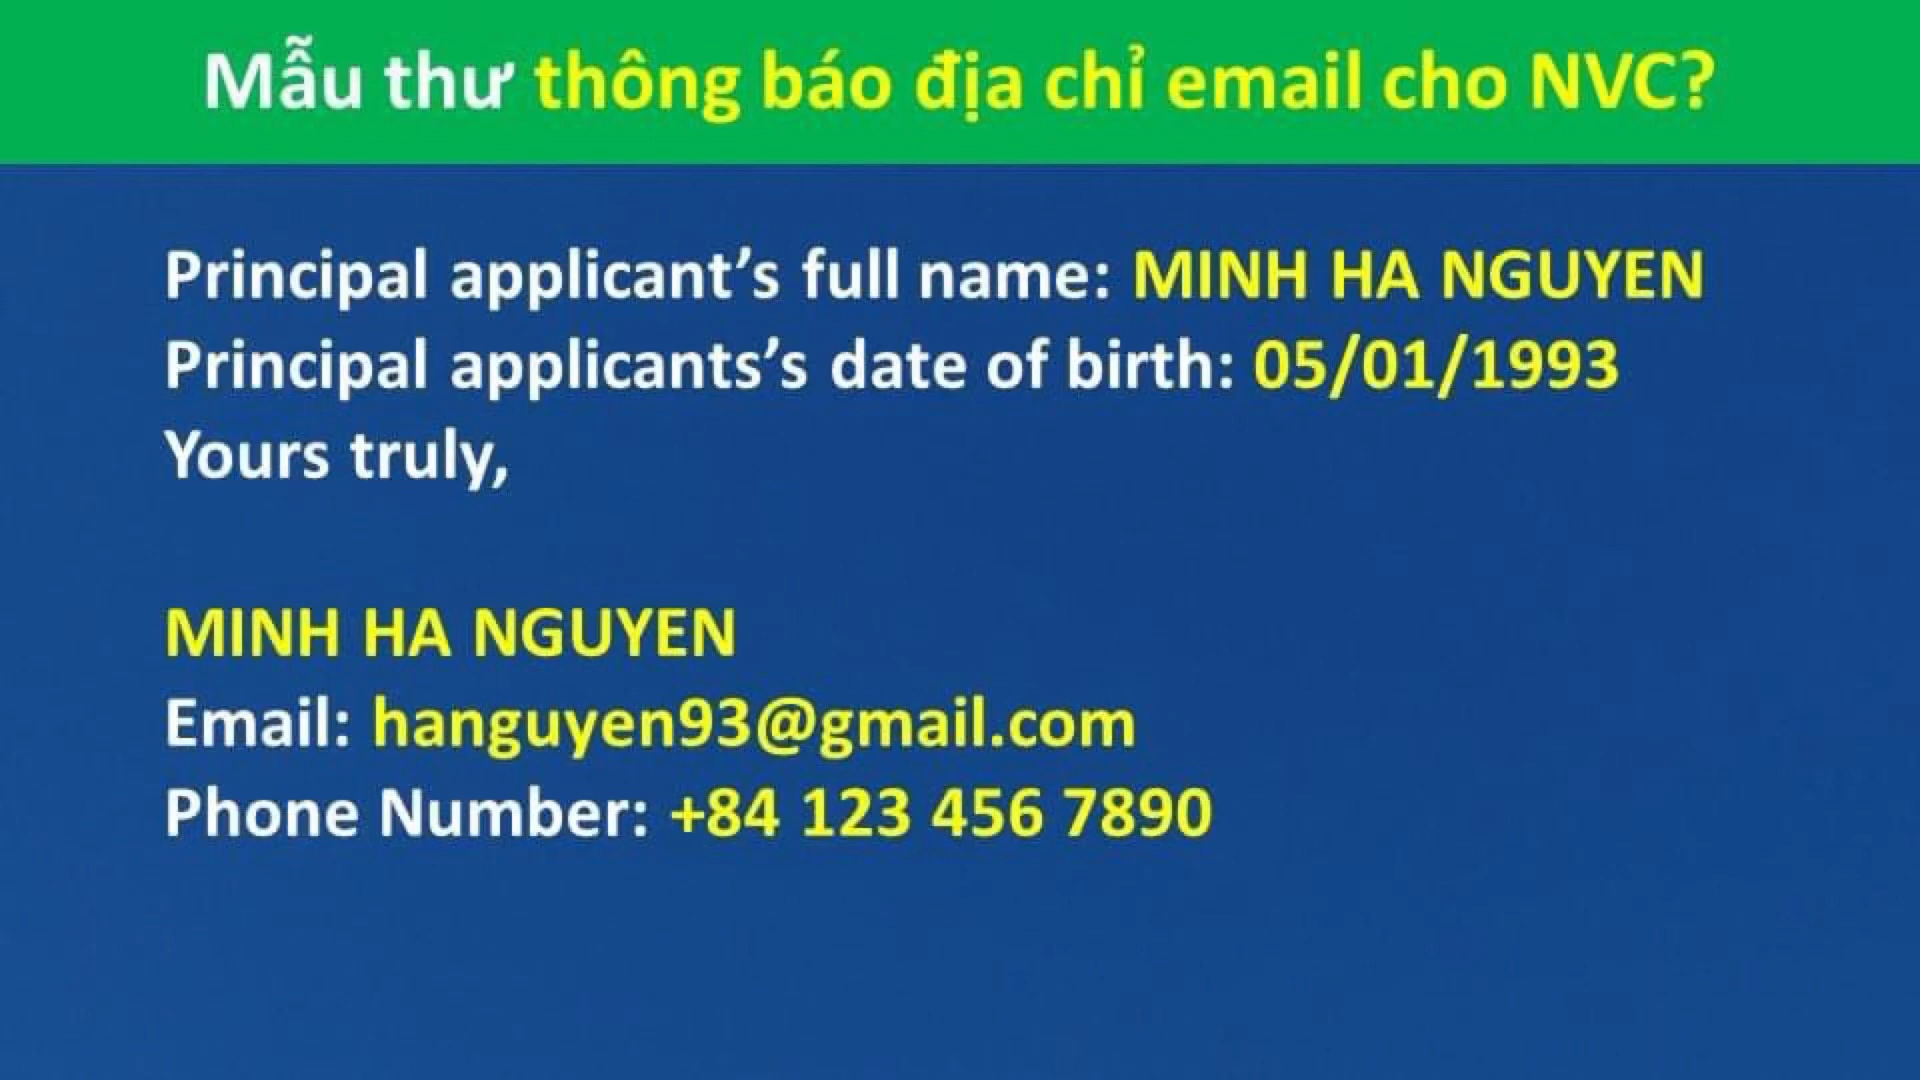 Mẫu thư thông báo địa chỉ email cho NVC?
Principal applicant’s full name: MINH HA NGUYEN
Principal applicants’s date of birth: 05/01/1993
Yours truly,
MINH HA NGUYEN
Email: hanguyen93@gmail.com
Phone Number: +84 123 456 7890